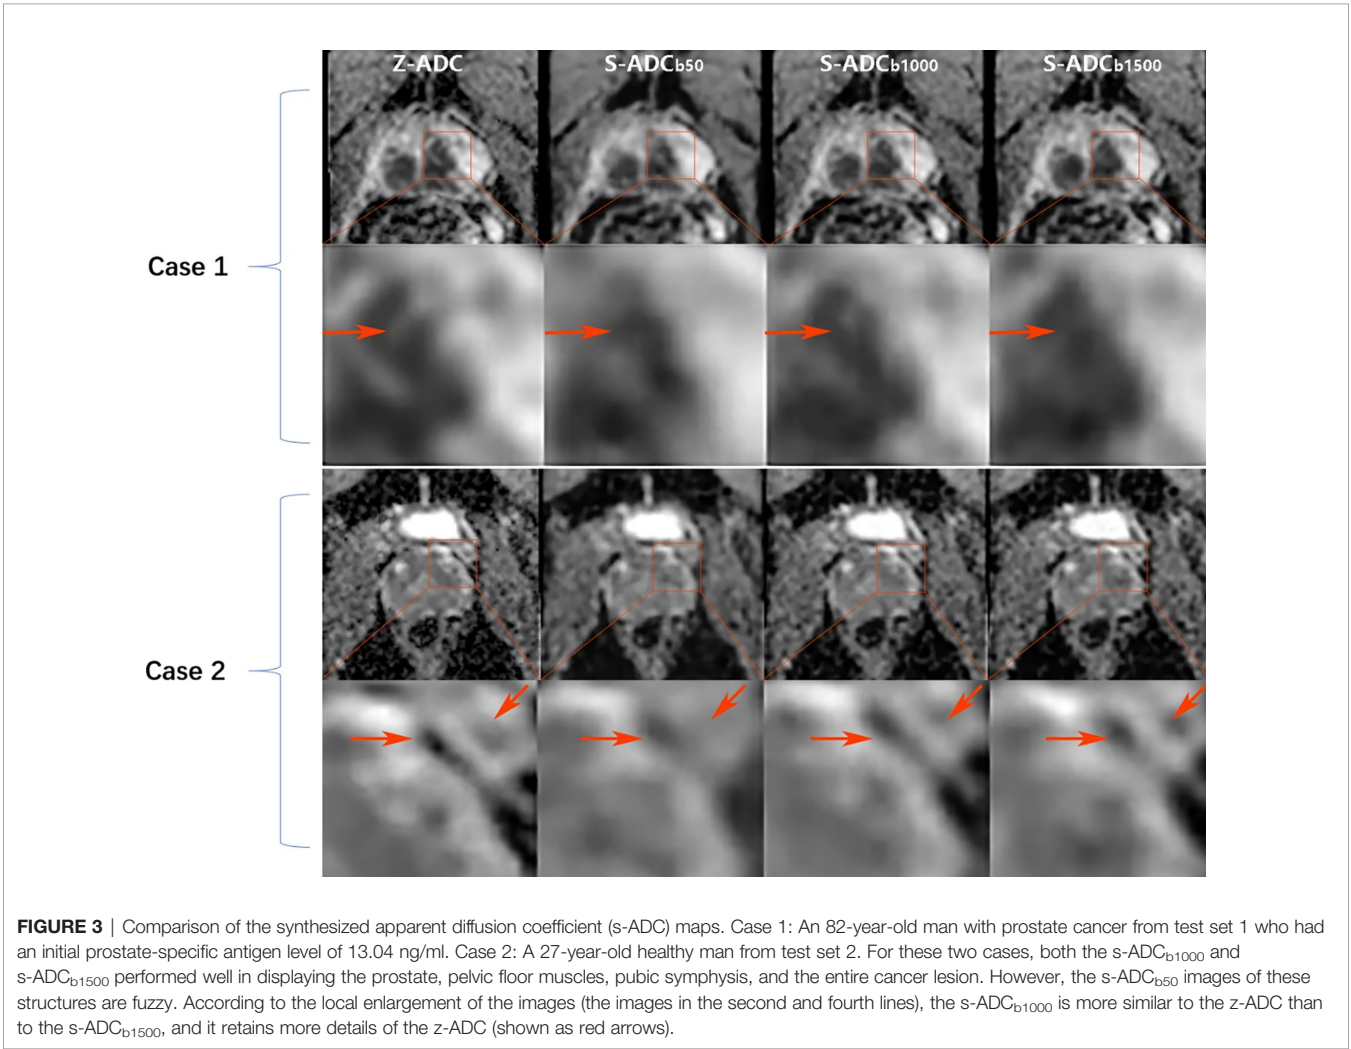 Z-ADC S-ADCb50 S-ADCb1000 S-ADCb1500
Case 1
Case 2
FIGURE 3 | Comparison of the synthesized apparent diffusion coefficient (s-ADC) maps. Case 1: An 82-year-old man with prostate cancer from test set 1 who had
an initial prostate-specific antigen level of 13.04 ng/ml. Case 2: A 27-year-old healthy man from test set 2. For these two cases, both the s-ADCb1000 and
s-ADCb1500 performed well in displaying the prostate, pelvic floor muscles, pubic symphysis, and the entire cancer lesion. However, the s-ADCb50 images of these
structures are fuzzy. According to the local enlargement of the images (the images in the second and fourth lines), the s-ADCb1000 is more similar to the z-ADC than
to the s-ADCb1500, and it retains more details of the z-ADC (shown as red arrows).